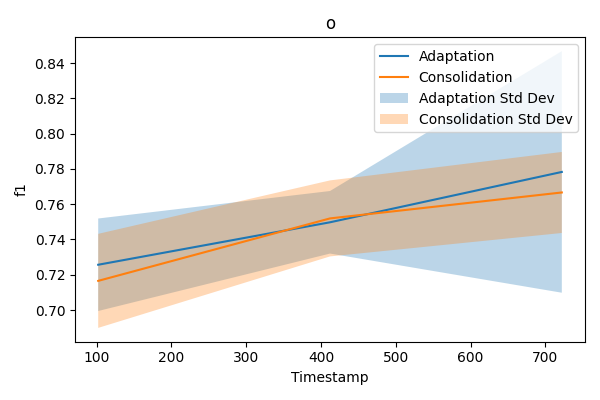 o
Adaptation
Consolidation
Adaptation Std Dev
Consolidation Std Dev
0.84
0.82
0.80
0.78
0.76
0.74
0.72
0.70
f1
100 200 300 400 500 600 700
Timestamp